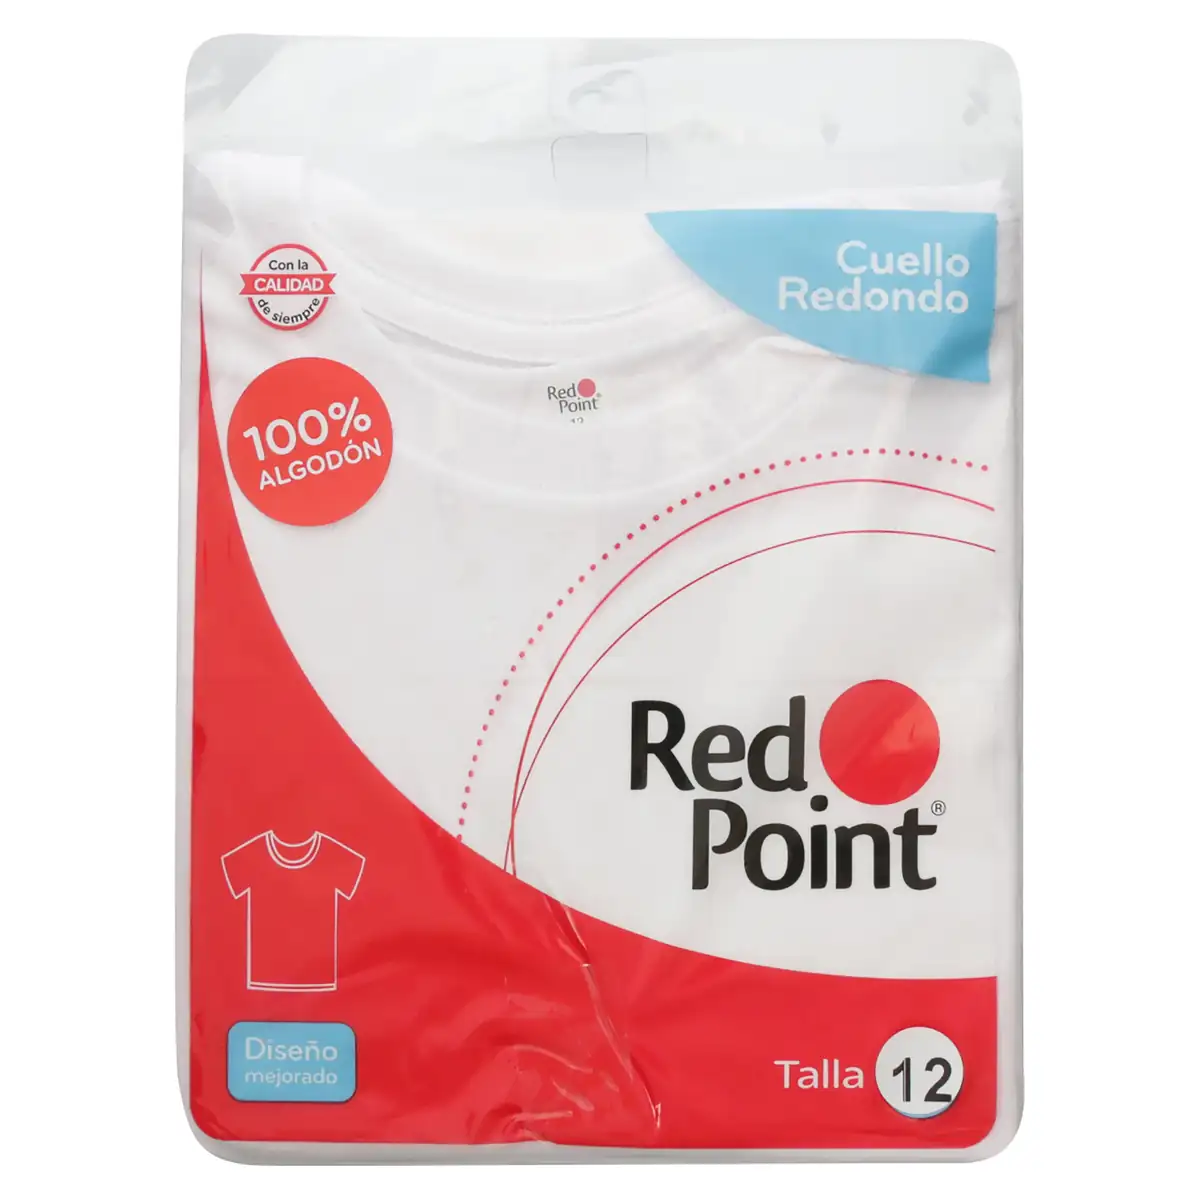 Con la
CALIDAD
de siempre
Cuello
Redondo
Red
Point®
12
100%
ALGODÓN
Red
Point®
Diseño
mejorado
Talla 12